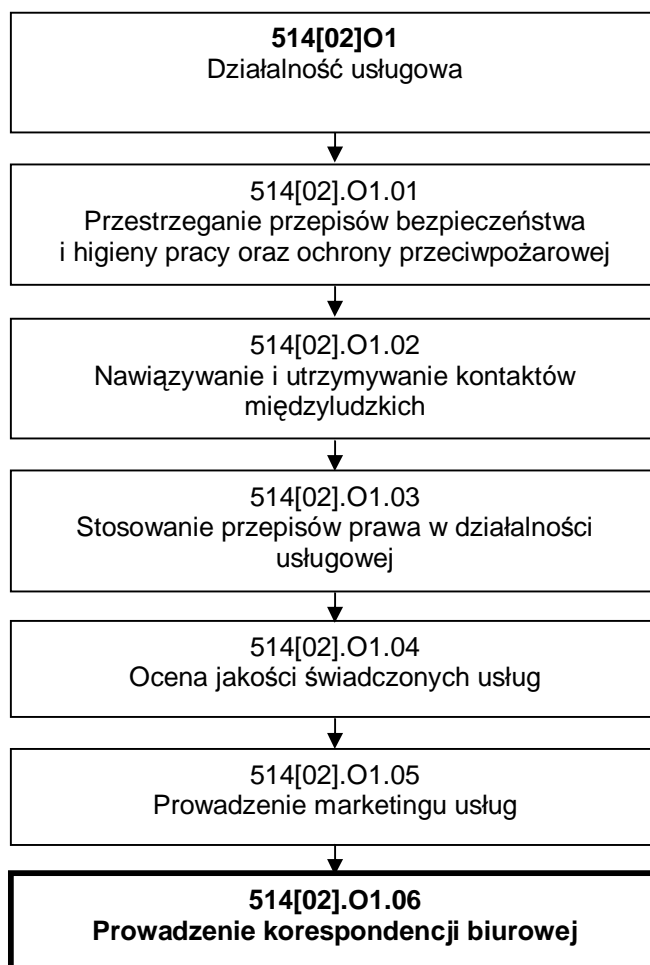 514[02]O1
Działalność usługowa
514[02].O1.01
Przestrzeganie przepisów bezpieczeństwa
i higieny pracy oraz ochrony przeciwpożarowej
514[02].O1.02
Nawiązywanie i utrzymywanie kontaktów
międzyludzkich
514[02].O1.03
Stosowanie przepisów prawa w działalności
usługowej
514[02].O1.04
Ocena jakości świadczonych usług
514[02].O1.05
Prowadzenie marketingu usług
514[02].O1.06
Prowadzenie korespondencji biurowej